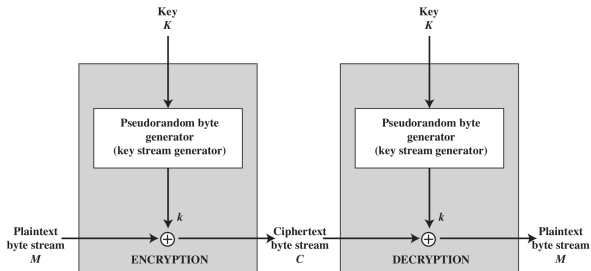 Key
K
Key
K
Pseudorandom byte
generator
(key stream generator)
Pseudorandom byte
generator
(key stream generator)
k
k
Plaintext
byte stream
M
ENCRYPTION
Ciphertext
byte stream
C
DECRYPTION
Plaintext
byte stream
M